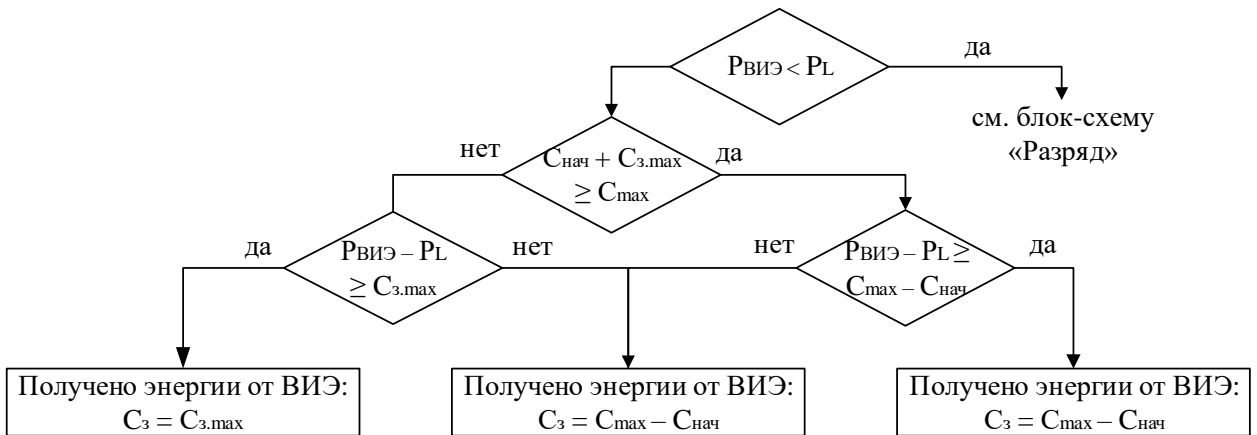 PВИЭ < PL
да
см. блок-схему
«Разряд»
нет
Cнач + Cз.max
≥ Cmax
да
да
PВИЭ – PL
≥ Cз.max
нет
нет
PВИЭ – PL ≥
Cmax – Cнач
да
Получено энергии от ВИЭ:
Cз = Cз.max
Получено энергии от ВИЭ:
Cз = Cmax – Cнач
Получено энергии от ВИЭ:
Cз = Cmax – Cнач